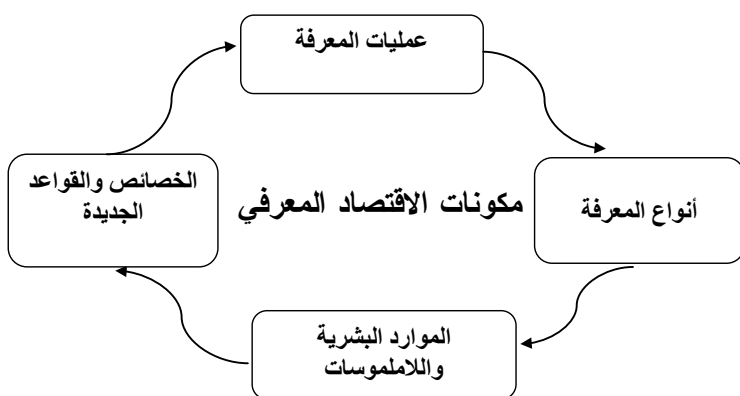 عمليات المعرفة
الخصائص والقواعد
الجديدة
مكونات الاقتصاد المعرفي
أنواع المعرفة
الموارد البشرية
واللاملموسات